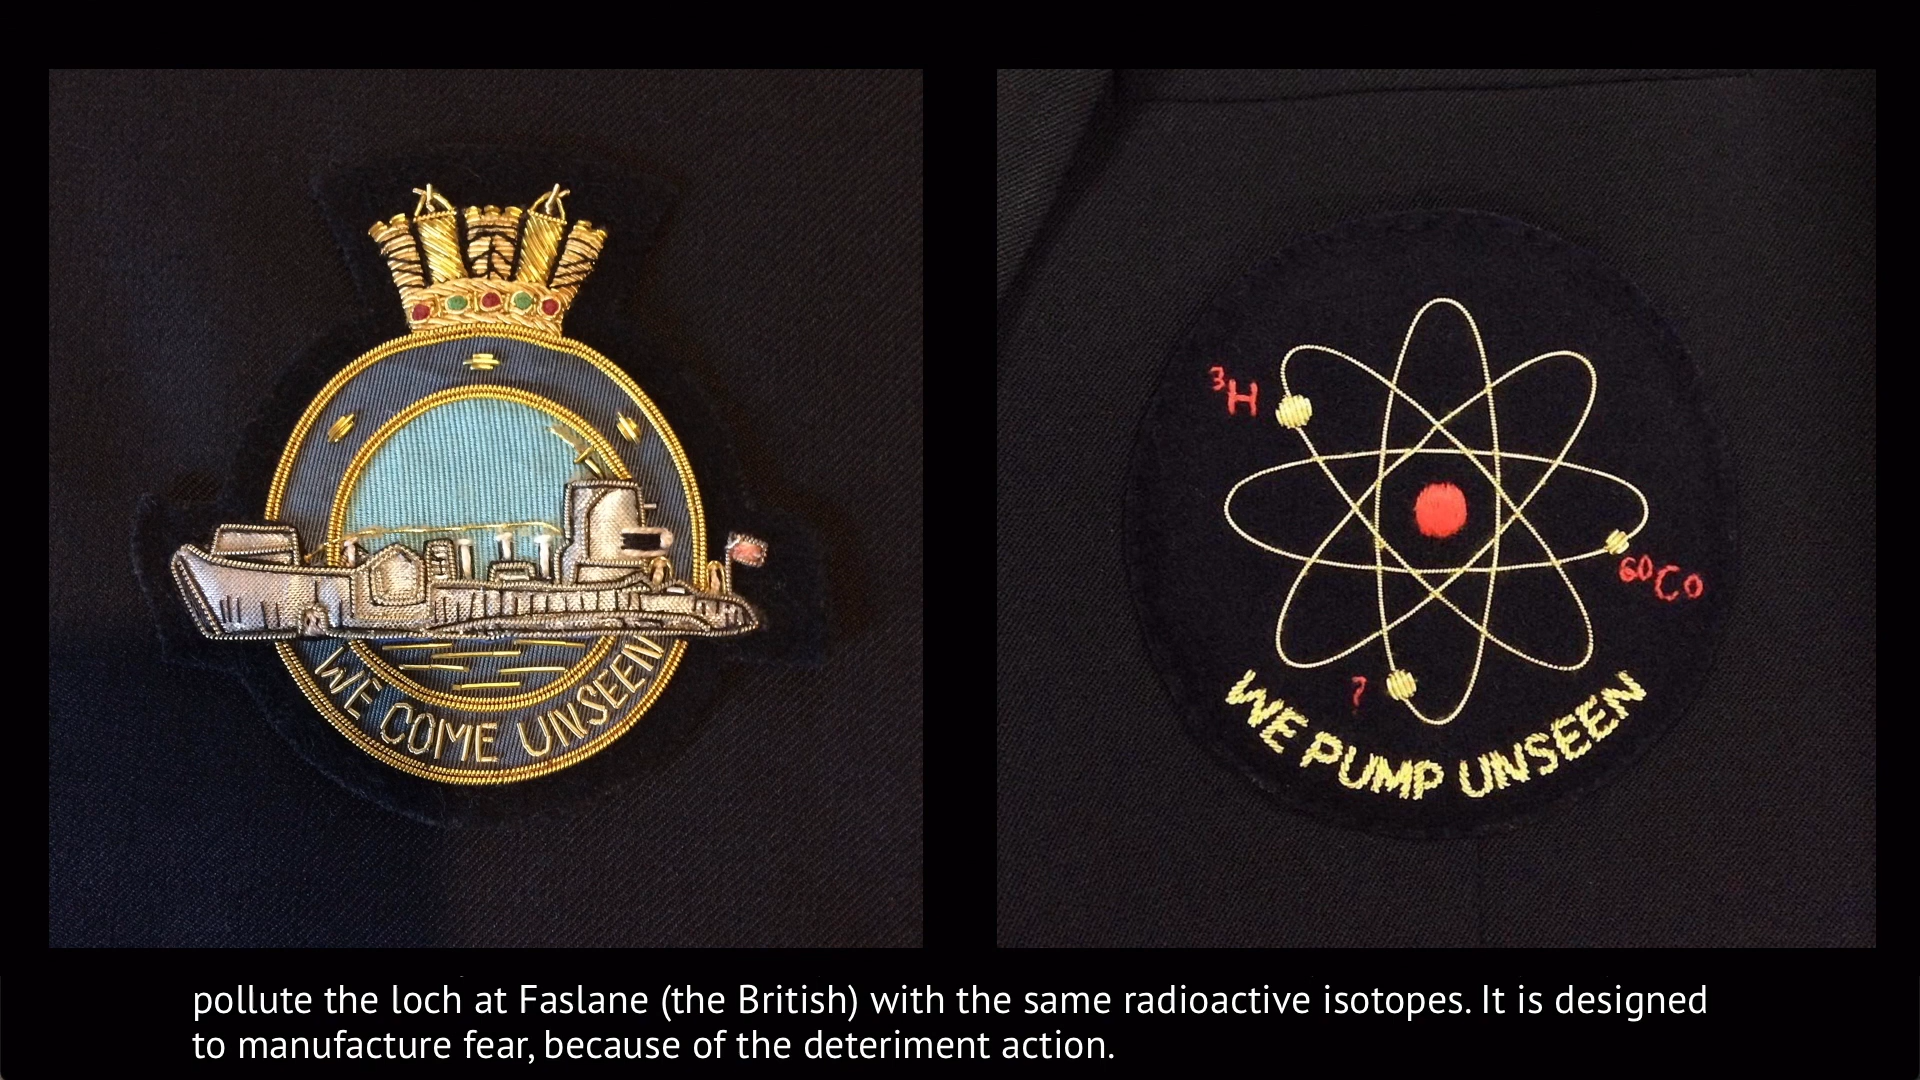 WE COME UNSEEN
³H
⁶⁰Co
?
WE PUMP UNSEEN
pollute the loch at Faslane (the British) with the same radioactive isotopes. It is designed
to manufacture fear, because of the deteriment action.